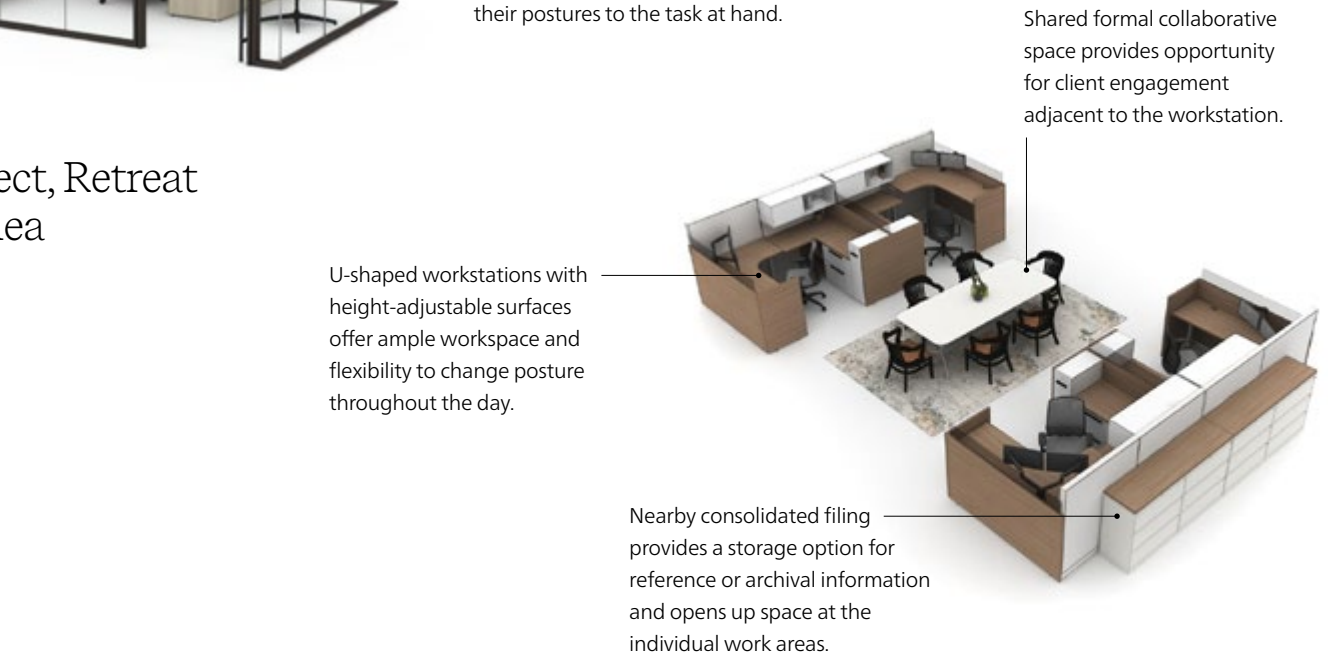 their postures to the task at hand.
Shared formal collaborative
space provides opportunity
for client engagement
adjacent to the workstation.
ect, Retreat
ea
U-shaped workstations with
height-adjustable surfaces
offer ample workspace and
flexibility to change posture
throughout the day.
Nearby consolidated filing
provides a storage option for
reference or archival information
and opens up space at the
individual work areas.